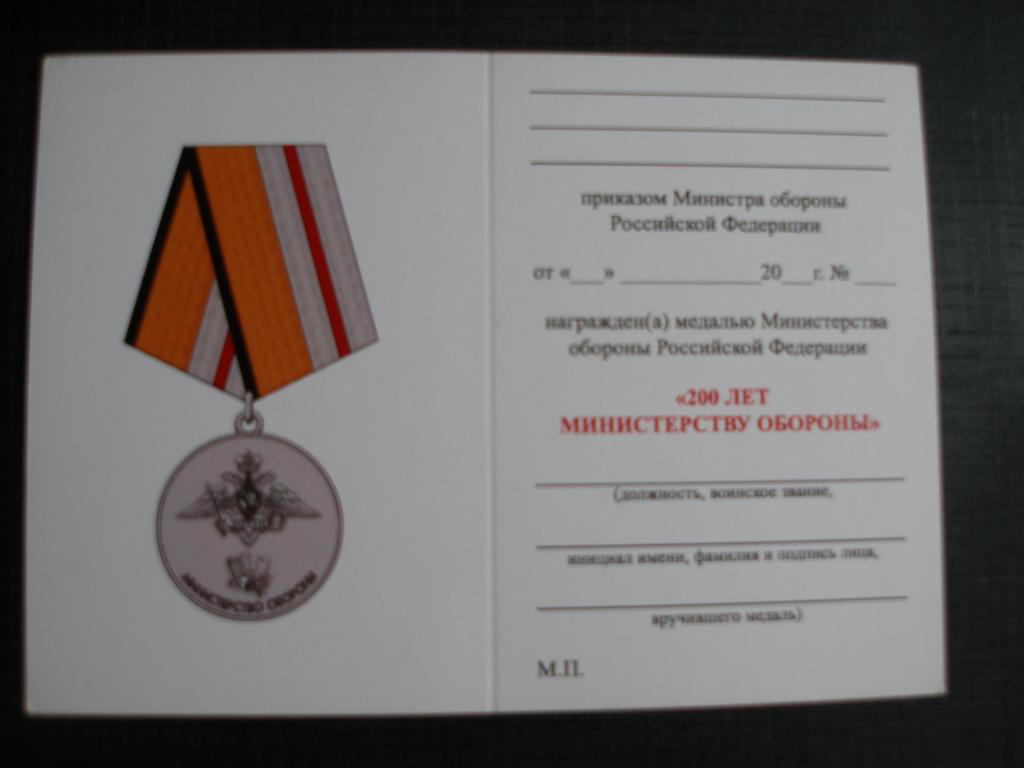 МИНИСТЕРСТВО ОБОРОНЫ
приказом Министра обороны
Российской Федерации
от «___» ______________20___г. № ____
награжден(а) медалью Министерства
обороны Российской Федерации
«200 ЛЕТ
МИНИСТЕРСТВУ ОБОРОНЫ»
(должность, воинское звание,
инициал имени, фамилия и подпись лица,
вручившего медаль)
М.П.